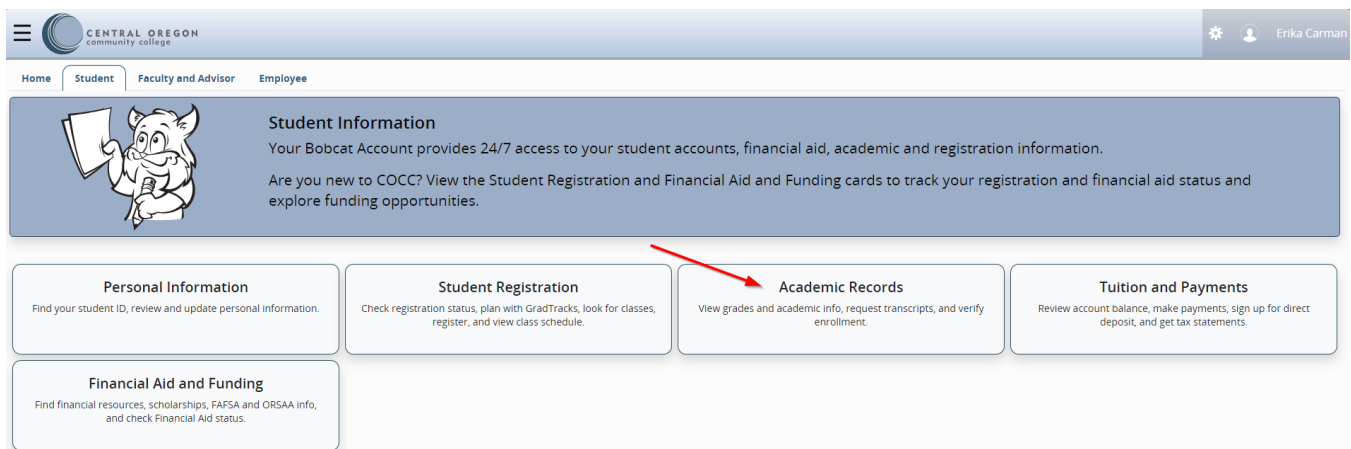 CENTRAL OREGON
community college
Erika Carman
Home Student Faculty and Advisor Employee
Student Information
Your Bobcat Account provides 24/7 access to your student accounts, financial aid, academic and registration information.
Are you new to COCC? View the Student Registration and Financial Aid and Funding cards to track your registration and financial aid status and
explore funding opportunities.
Personal Information
Find your student ID, review and update personal information.
Student Registration
Check registration status, plan with GradTracks, look for classes,
register, and view class schedule.
Academic Records
View grades and academic info, request transcripts, and verify
enrollment.
Tuition and Payments
Review account balance, make payments, sign up for direct
deposit, and get tax statements.
Financial Aid and Funding
Find financial resources, scholarships, FAFSA and ORSAA info,
and check Financial Aid status.